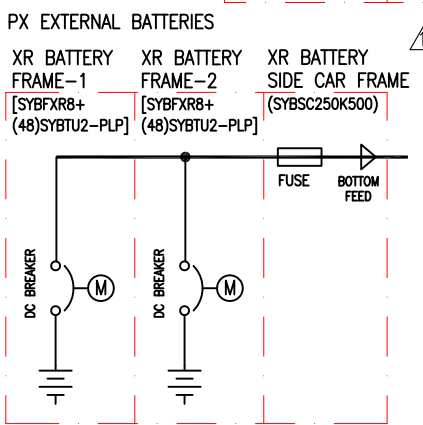 PX EXTERNAL BATTERIES
XR BATTERY
FRAME-1
[SYBFXR8+
(48)SYBTU2-PLP]
XR BATTERY
FRAME-2
[SYBFXR8+
(48)SYBTU2-PLP]
XR BATTERY
SIDE CAR FRAME
(SYBSC250K500)
FUSE
BOTTOM
FEED
DC BREAKER
M
DC BREAKER
M